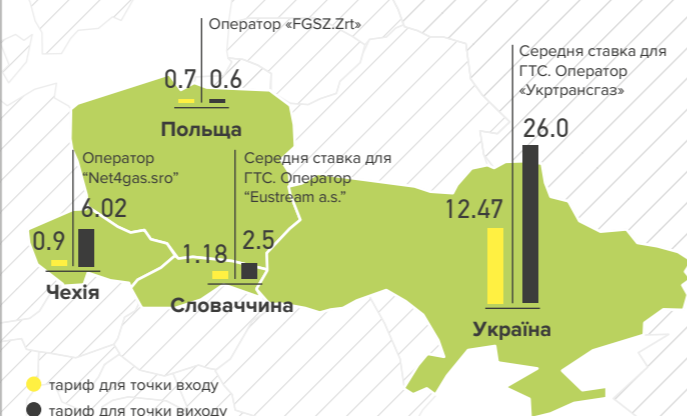 Оператор «FGSZ.Zrt»
0.7 0.6
Польща
Середня ставка для
ГТС. Оператор
«Укртрансгаз»
26.0
12.47
Україна
Оператор
“Net4gas.sro”
6.02
0.9
Чехія
Середня ставка для
ГТС. Оператор
“Eustream a.s.”
2.5
1.18
Словаччина
тариф для точки входу
тариф для точки виходу